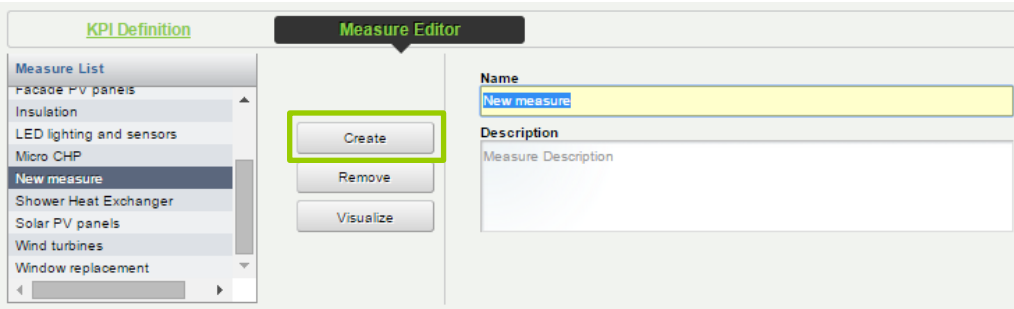 KPI Definition
Measure Editor
Measure List
Facade PV panels
Insulation
LED lighting and sensors
Micro CHP
New measure
Shower Heat Exchanger
Solar PV panels
Wind turbines
Window replacement
Create
Remove
Visualize
Name
New measure
Description
Measure Description